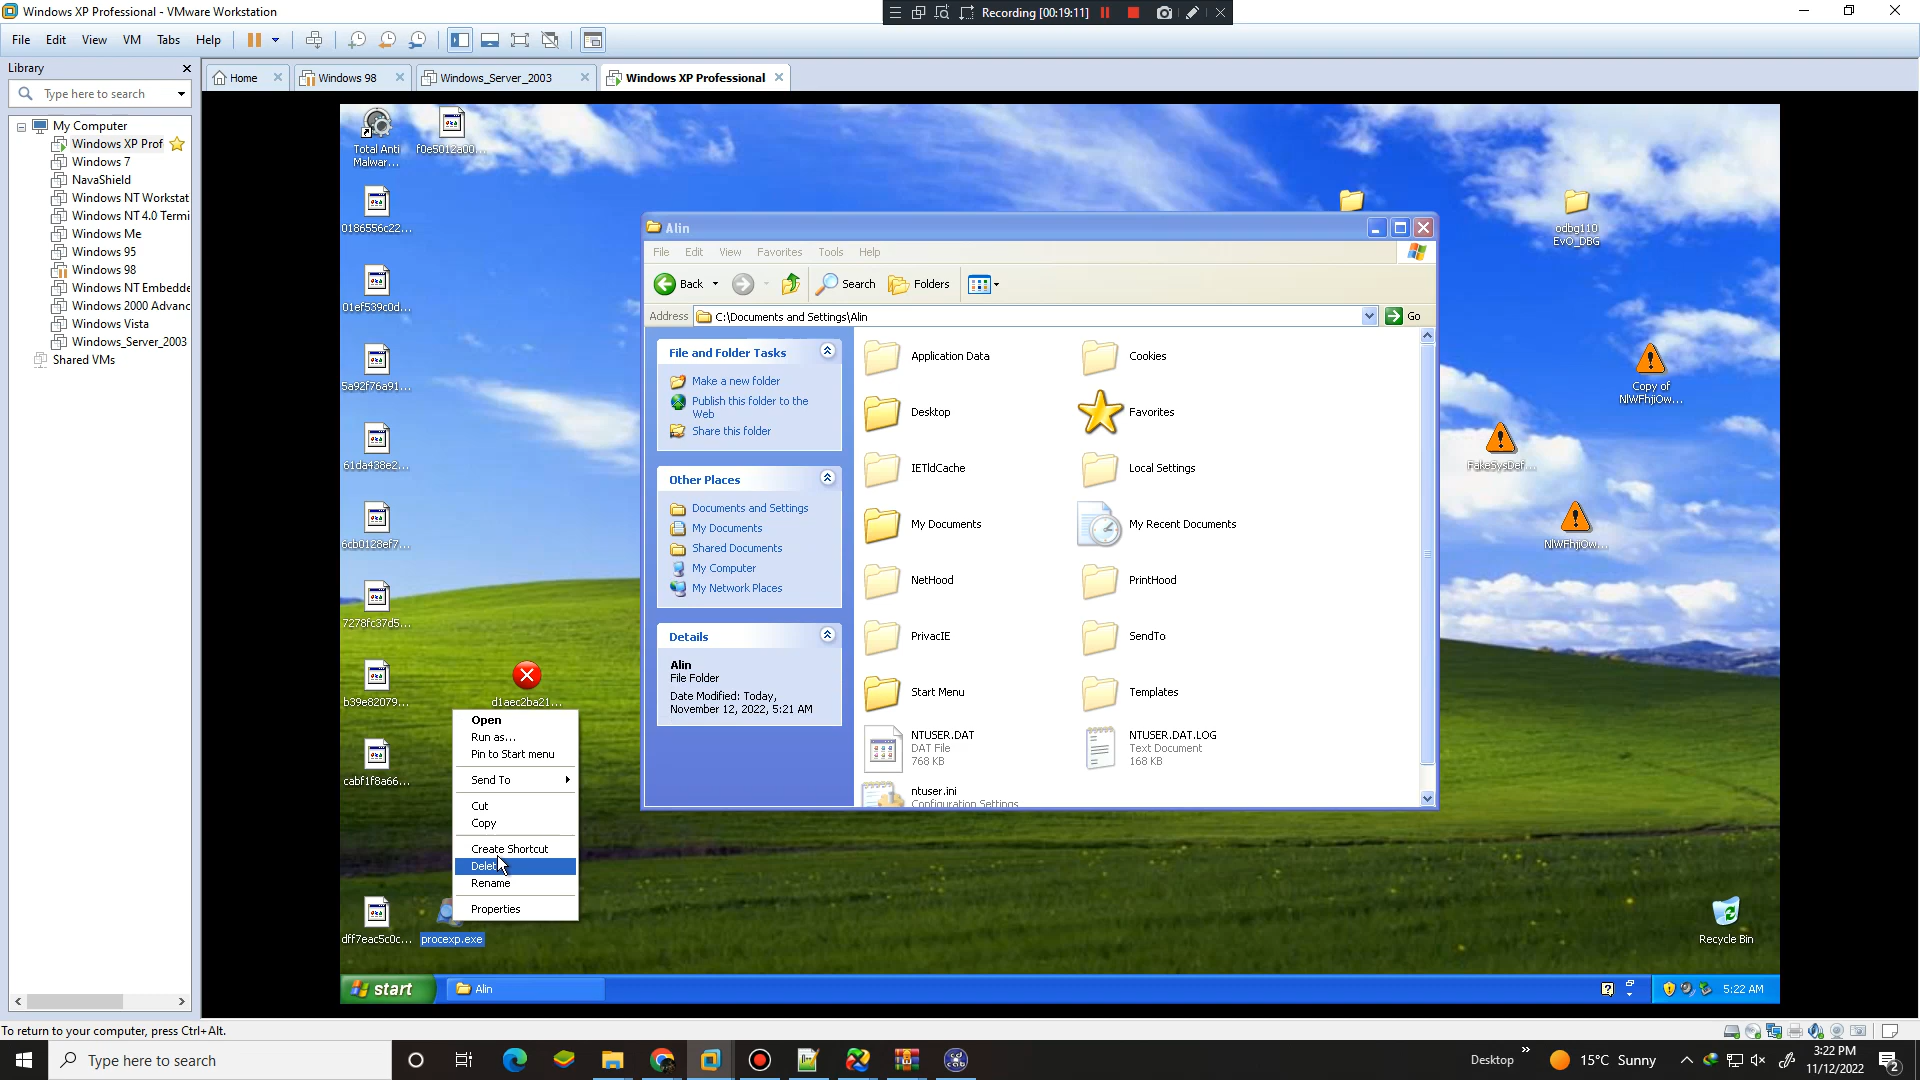 Windows XP Professional - VMware Workstation
Recording [00:19:11]
File Edit View VM Tabs Help
Library
Type here to search
My Computer
Windows XP Prof
Windows 7
NavaShield
Windows NT Workstat
Windows NT 4.0 Termi
Windows Me
Windows 95
Windows 98
Windows NT Embedde
Windows 2000 Advanc
Windows Vista
Windows_Server_2003
Shared VMs
Home
Windows 98
Windows_Server_2003
Windows XP Professional
Total Anti
Malwar...
f0e5012a00...
0186556c22...
01ef539c0d...
5a92f76a91...
61da438e2...
6cb0128ef7...
7278fc37d5...
b39e82079...
d1aec2ba21...
cabf1f8a66...
dff7eac5c0c...
procexp.exe
Open
Run as...
Pin to Start menu
Send To
Cut
Copy
Create Shortcut
Delet
Rename
Properties
Alin
File Edit View Favorites Tools Help
Back
Search
Folders
Address
C:\Documents and Settings\Alin
Go
File and Folder Tasks
Make a new folder
Publish this folder to the
Web
Share this folder
Other Places
Documents and Settings
My Documents
Shared Documents
My Computer
My Network Places
Details
Alin
File Folder
Date Modified: Today,
November 12, 2022, 5:21 AM
Application Data
Cookies
Desktop
Favorites
IETldCache
Local Settings
My Documents
My Recent Documents
NetHood
PrintHood
PrivacIE
SendTo
Start Menu
Templates
NTUSER.DAT
DAT File
768 KB
NTUSER.DAT.LOG
Text Document
168 KB
ntuser.ini
Configuration Settings
odbg110
EvO_DBG
Copy of
NIWFhjiOw...
FakeSysDef...
NIWFhjiOw...
Recycle Bin
start
Alin
5:22 AM
To return to your computer, press Ctrl+Alt.
Type here to search
Desktop
15°C Sunny
3:22 PM
11/12/2022
2